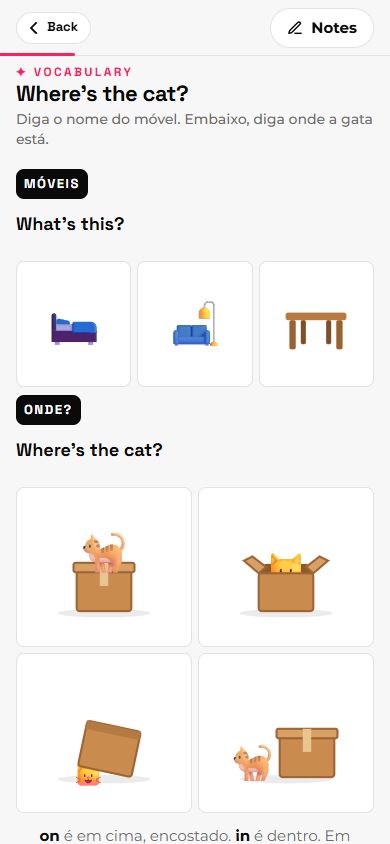 Back
Notes
VOCABULARY
Where's the cat?
Diga o nome do móvel. Embaixo, diga onde a gata
está.
MÓVEIS
What's this?
ONDE?
Where's the cat?
on é em cima, encostado. in é dentro. Em